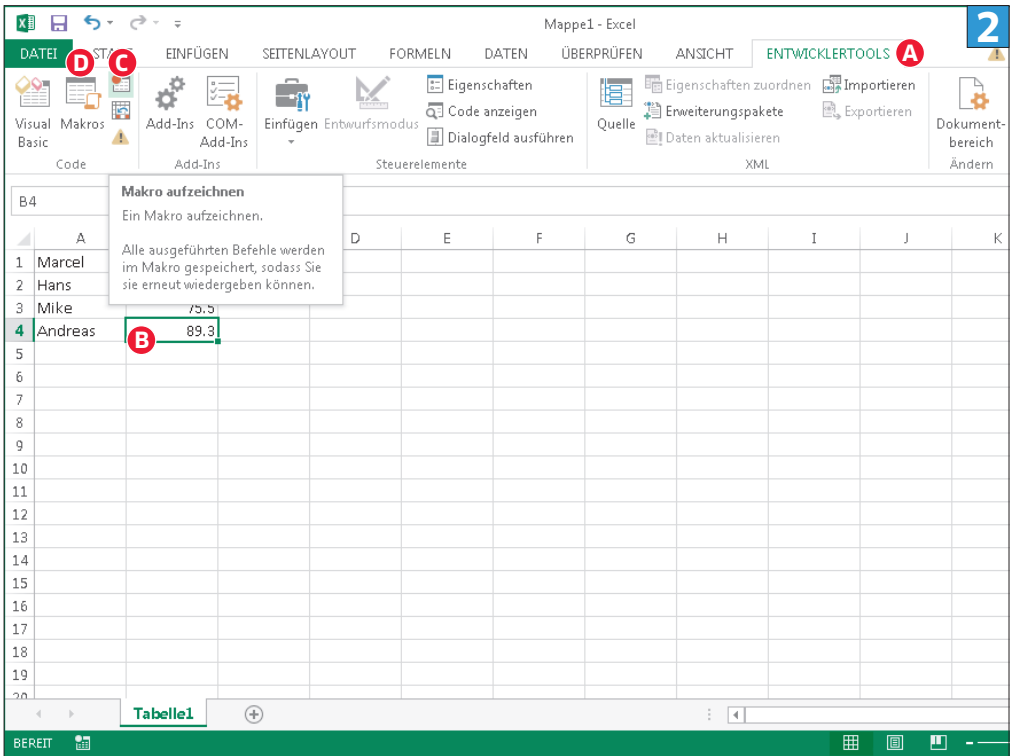 Mappe1 - Excel
2
DATEI
EINFÜGEN SEITENLAYOUT FORMELN DATEN ÜBERPRÜFEN ANSICHT ENTWICKLERTOOLS
D C A
Visual Basic
Makros
Code
Add-Ins
COM-Add-Ins
Add-Ins
Einfügen
Entwurfsmodus
Eigenschaften
Code anzeigen
Dialogfeld ausführen
Steuerelemente
Quelle
Eigenschaften zuordnen
Erweiterungspakete
Daten aktualisieren
Importieren
Exportieren
XML
Dokument-
bereich
Ändern
B4
Makro aufzeichnen
Ein Makro aufzeichnen.
Alle ausgeführten Befehle werden
im Makro gespeichert, sodass Sie
sie erneut wiedergeben können.
A D E F G H I J K
1 Marcel
2 Hans
3 Mike 75.5
4 Andreas B 89.3
5
6
7
8
9
10
11
12
13
14
15
16
17
18
19
20
Tabelle1
BEREIT